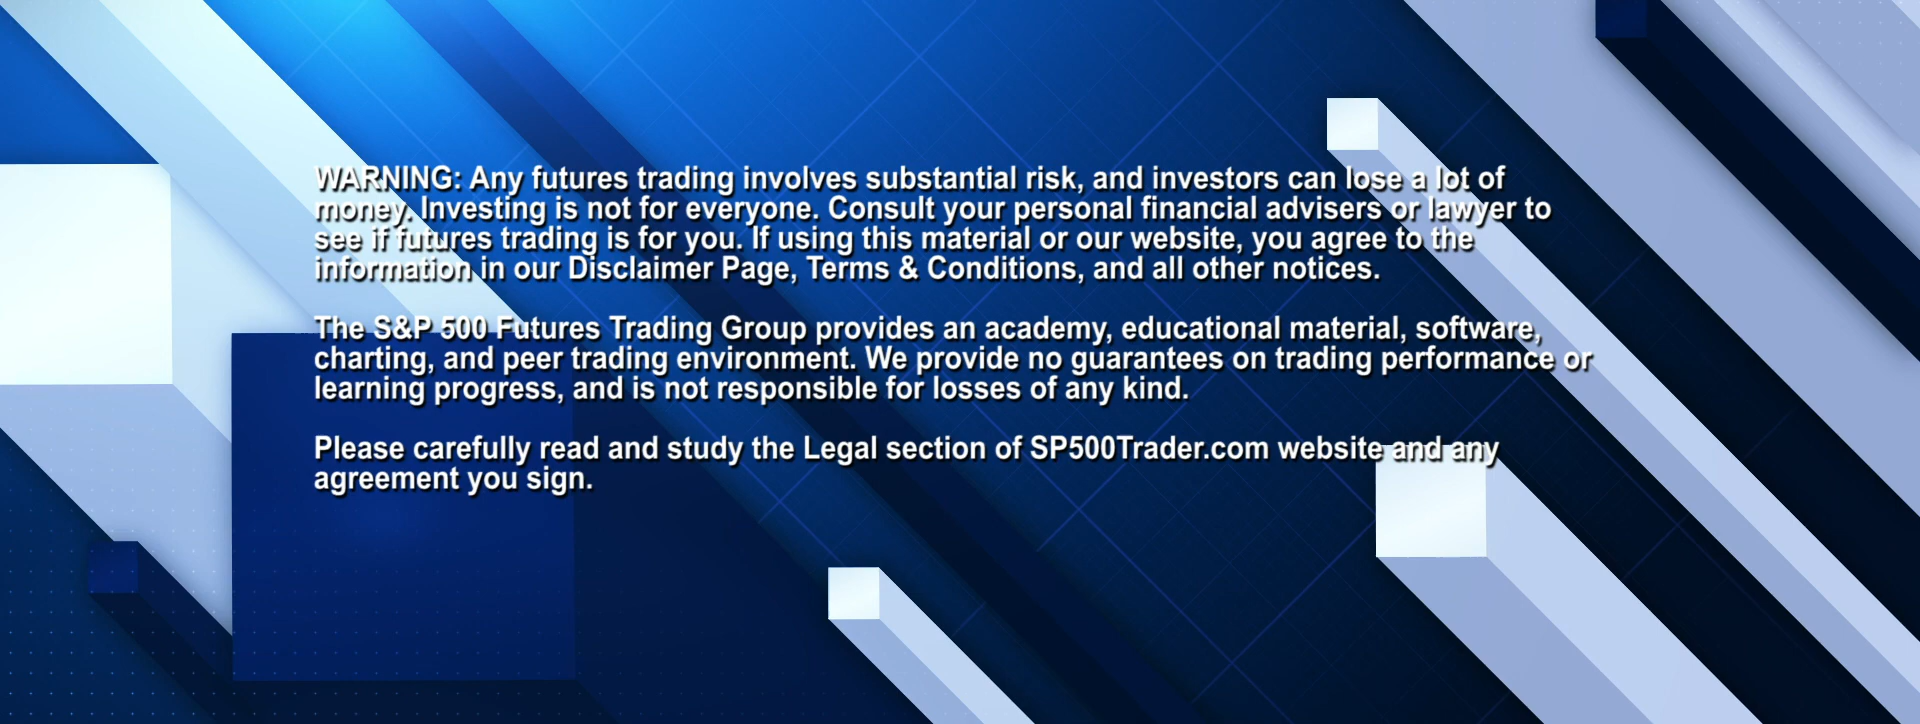 WARNING: Any futures trading involves substantial risk, and investors can lose a lot of
money. Investing is not for everyone. Consult your personal financial advisers or lawyer to
see if futures trading is for you. If using this material or our website, you agree to the
information in our Disclaimer Page, Terms & Conditions, and all other notices.
The S&P 500 Futures Trading Group provides an academy, educational material, software,
charting, and peer trading environment. We provide no guarantees on trading performance or
learning progress, and is not responsible for losses of any kind.
Please carefully read and study the Legal section of SP500Trader.com website and any
agreement you sign.